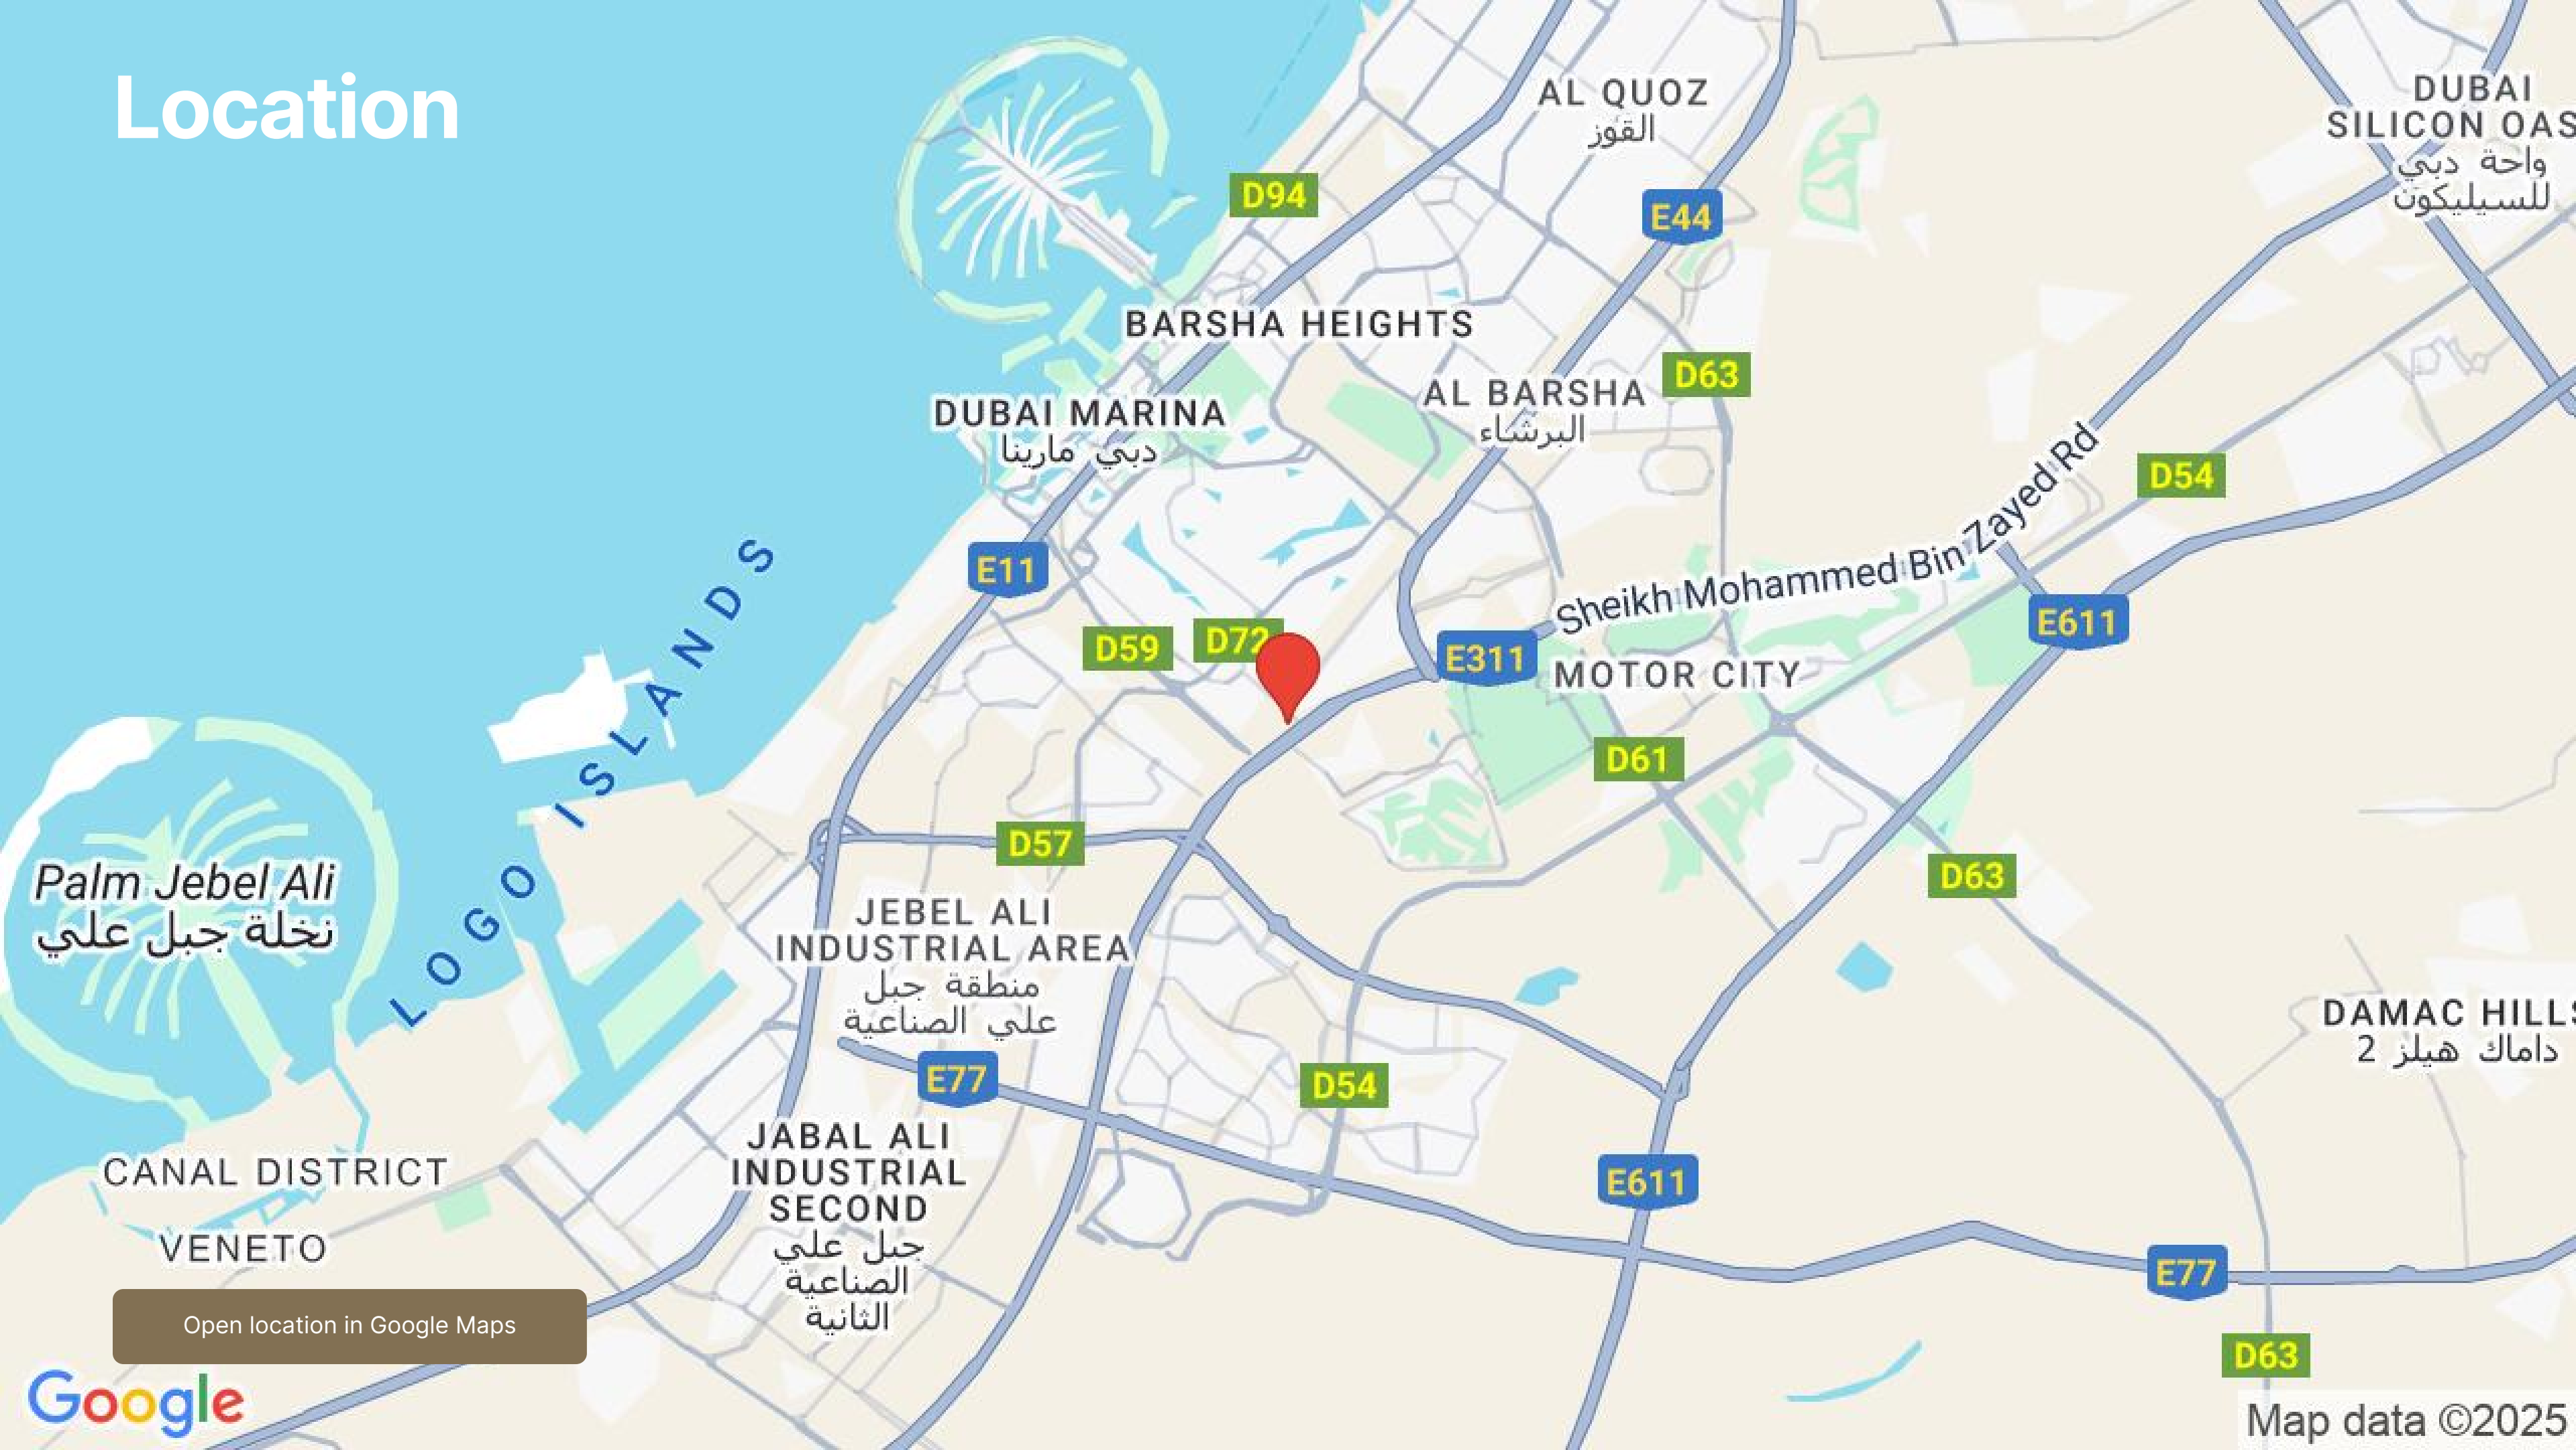 Location
AL QUOZ
القوز
DUBAI
SILICON OAS
واحة دبي
للسيليكون
D94
E44
BARSHA HEIGHTS
D63
AL BARSHA
البرشاء
DUBAI MARINA
دبي مارينا
D54
Sheikh Mohammed Bin Zayed Rd
E11
E611
D59
D72
E311
MOTOR CITY
LOGO ISLANDS
D61
D57
D63
Palm Jebel Ali
نخلة جبل علي
JEBEL ALI
INDUSTRIAL AREA
منطقة جبل
علي الصناعية
DAMAC HILLS
داماك هيلز 2
E77
D54
JABAL ALI
INDUSTRIAL
SECOND
جبل علي
الصناعية
الثانية
CANAL DISTRICT
E611
VENETO
E77
Open location in Google Maps
D63
Google
Map data ©2025